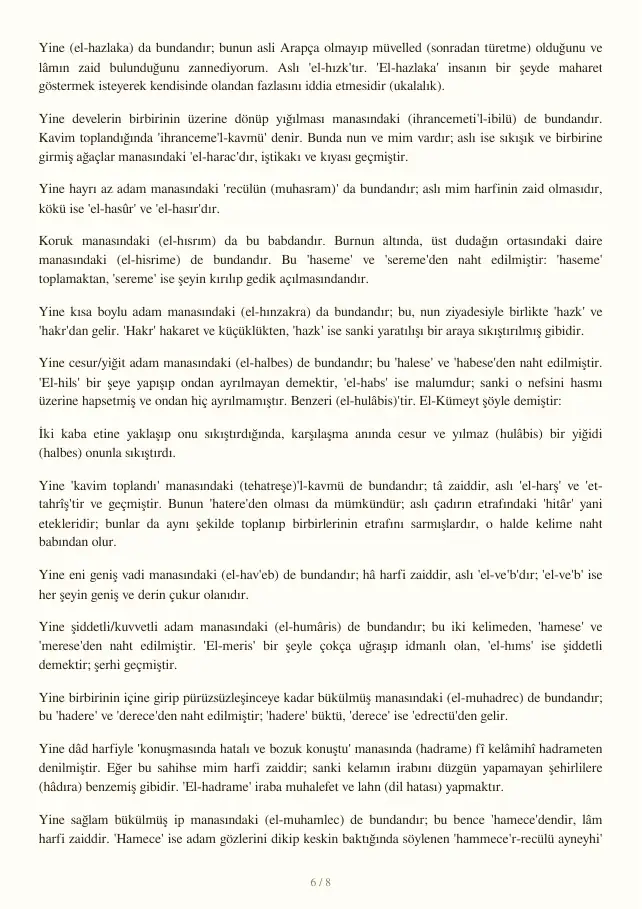 Yine (el-hazlaka) da bundandır; bunun asli Arapça olmayıp müvelled (sonradan türetme) olduğunu ve
lâmın zaid bulunduğunu zannediyorum. Aslı 'el-hızk'tır. 'El-hazlaka' insanın bir şeyde maharet
göstermek isteyerek kendisinde olandan fazlasını iddia etmesidir (ukalalık).
Yine develerin birbirinin üzerine dönüp yığılması manasındaki (ihrancemeti'l-ibilü) de bundandır.
Kavim toplandığında 'ihranceme'l-kavmü' denir. Bunda nun ve mim vardır; aslı ise sıkışık ve birbirine
girmiş ağaçlar manasındaki 'el-harac'dır, iştikakı ve kıyası geçmiştir.
Yine hayrı az adam manasındaki 'recülün (muhasram)' da bundandır; aslı mim harfinin zaid olmasıdır,
kökü ise 'el-hasûr' ve 'el-hasır'dır.
Koruk manasındaki (el-hısrım) da bu babdandır. Burnun altında, üst dudağın ortasındaki daire
manasındaki (el-hisrime) de bundandır. Bu 'haseme' ve 'sereme'den naht edilmiştir: 'haseme'
toplamaktan, 'sereme' ise şeyin kırılıp gedik açılmasındandır.
Yine kısa boylu adam manasındaki (el-hınzakra) da bundandır; bu, nun ziyadesiyle birlikte 'hazk' ve
'hakr'dan gelir. 'Hakr' hakaret ve küçüklükten, 'hazk' ise sanki yaratılışı bir araya sıkıştırılmış gibidir.
Yine cesur/yiğit adam manasındaki (el-halbes) de bundandır; bu 'halese' ve 'habese'den naht edilmiştir.
'El-hils' bir şeye yapışıp ondan ayrılmayan demektir, 'el-habs' ise malumdur; sanki o nefsini hasmı
üzerine hapsetmiş ve ondan hiç ayrılmamıştır. Benzeri (el-hulâbis)'tir. El-Kümeyt şöyle demiştir:
İki kaba etine yaklaşıp onu sıkıştırdığında, karşılaşma anında cesur ve yılmaz (hulâbis) bir yiğidi
(halbes) onunla sıkıştırdı.
Yine 'kavim toplandı' manasındaki (tehatreşe)'l-kavmü de bundandır; tâ zaiddir, aslı 'el-harş' ve 'et-
tahrîş'tir ve geçmiştir. Bunun 'hatere'den olması da mümkündür; aslı çadırın etrafındaki 'hitâr' yani
etekleridir; bunlar da aynı şekilde toplanıp birbirlerinin etrafını sarmışlardır, o halde kelime naht
babından olur.
Yine eni geniş vadi manasındaki (el-hav'eb) de bundandır; hâ harfi zaiddir, aslı 'el-ve'b'dır; 'el-ve'b' ise
her şeyin geniş ve derin çukur olanıdır.
Yine şiddetli/kuvvetli adam manasındaki (el-humâris) de bundandır; bu iki kelimeden, 'hamese' ve
'merese'den naht edilmiştir. 'El-meris' bir şeyle çokça uğraşıp idmanlı olan, 'el-hıms' ise şiddetli
demektir; şerhi geçmiştir.
Yine birbirinin içine girip pürüzsüzleşinceye kadar bükülmüş manasındaki (el-muhadrec) de bundandır;
bu 'hadere' ve 'derece'den naht edilmiştir; 'hadere' büktü, 'derece' ise 'edrectü'den gelir.
Yine dâd harfiyle 'konuşmasında hatalı ve bozuk konuştu' manasında (hadrame) fî kelâmihî hadrameten
denilmiştir. Eğer bu sahihse mim harfi zaiddir; sanki kelamın irabını düzgün yapamayan şehirlilere
(hâdıra) benzemiş gibidir. 'El-hadrame' iraba muhalefet ve lahn (dil hatası) yapmaktır.
Yine sağlam bükülmüş ip manasındaki (el-muhamlec) de bundandır; bu bence 'hamece'dendir, lâm
harfi zaiddir. 'Hamece' ise adam gözlerini dikip keskin baktığında söylenen 'hammece'r-recülü ayneyhi'
6 / 8